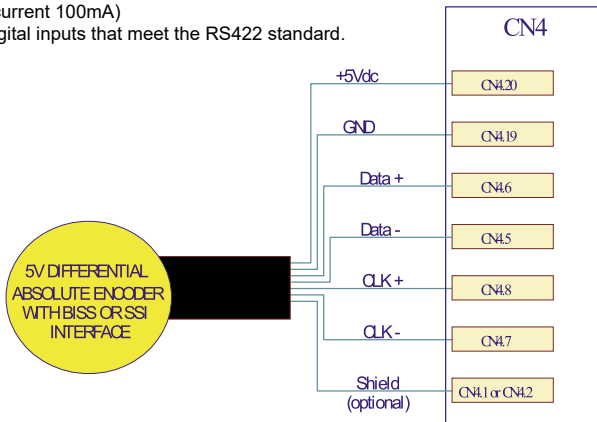 current 100mA)
gital inputs that meet the RS422 standard.
CN4
+5Vdc
CN4.20
GND
CN4.19
Data +
CN4.6
Data -
CN4.5
CLK +
CN4.8
CLK -
CN4.7
Shield
(optional)
CN4.1 or CN4.2
5V DIFFERENTIAL
ABSOLUTE ENCODER
WITH BISS OR SSI
INTERFACE